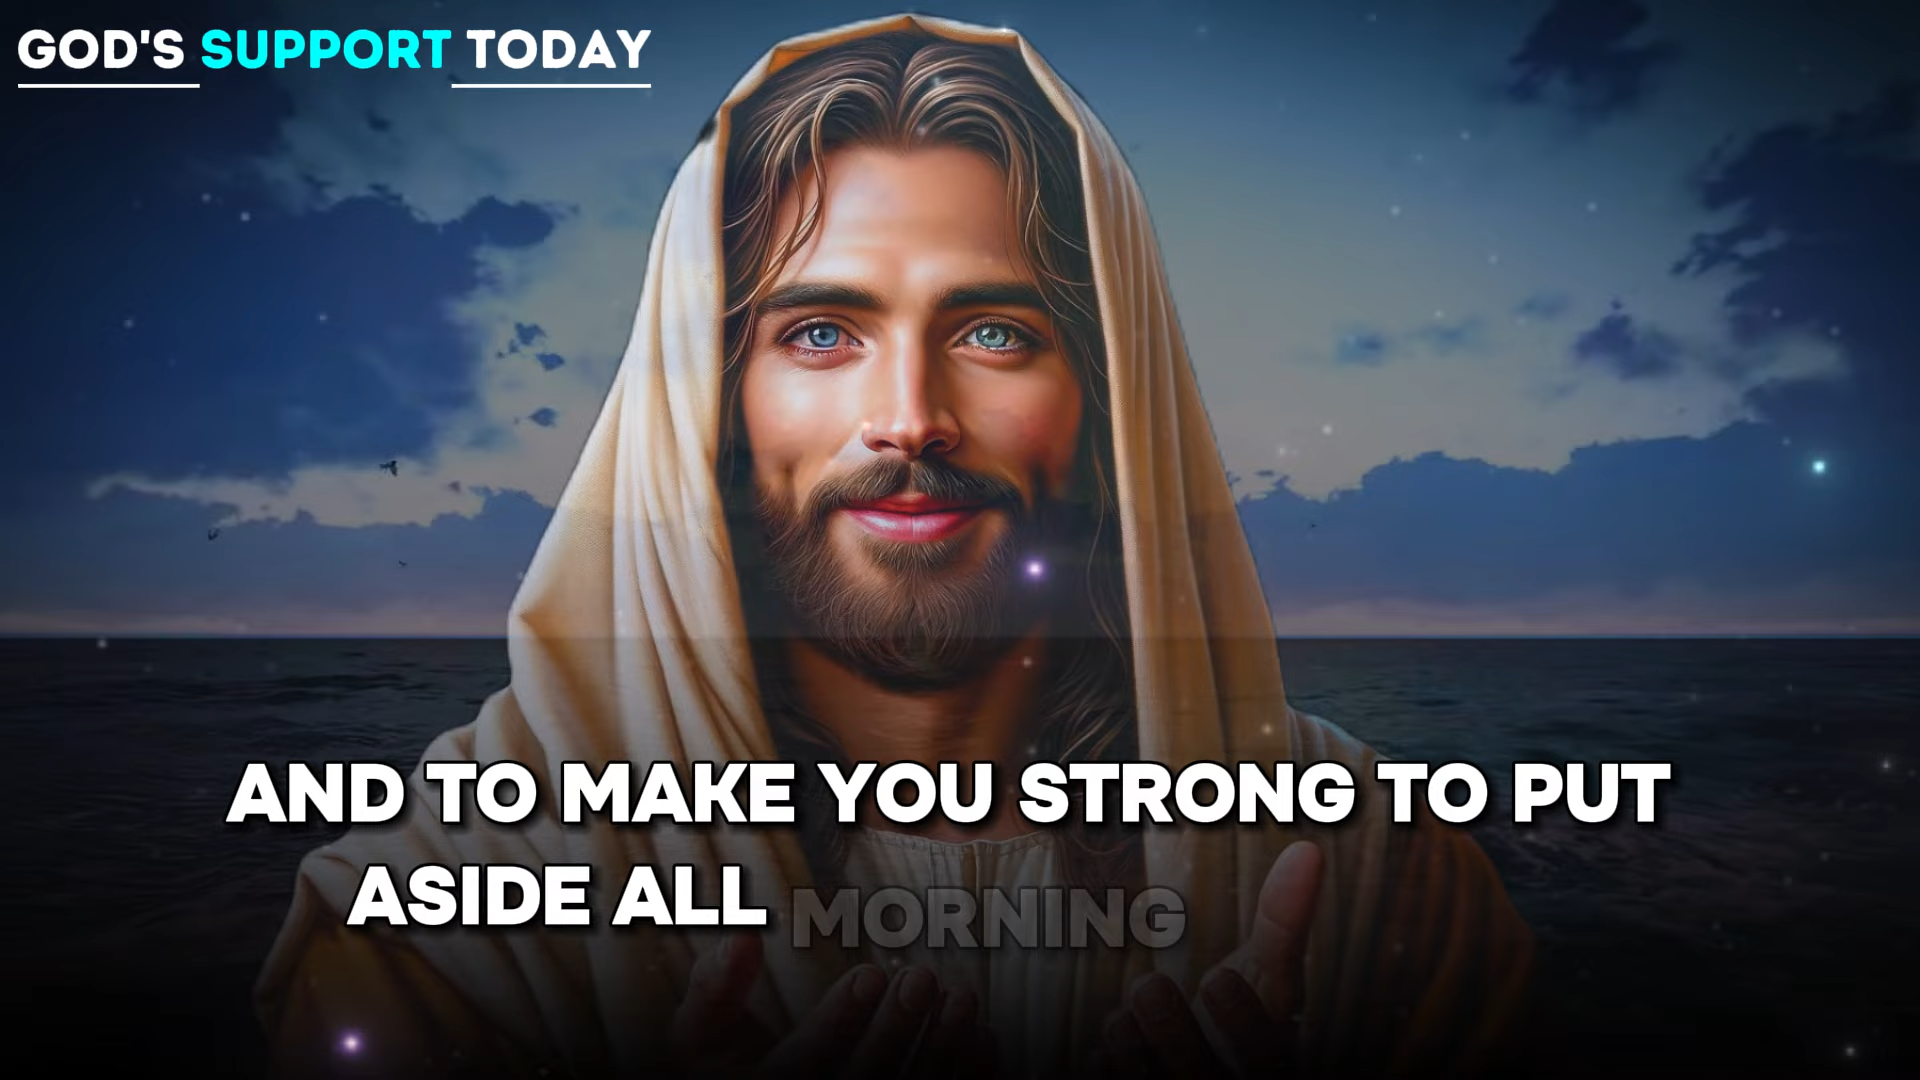 GOD'S SUPPORT TODAY
AND TO MAKE YOU STRONG TO PUT
ASIDE ALL MORNING